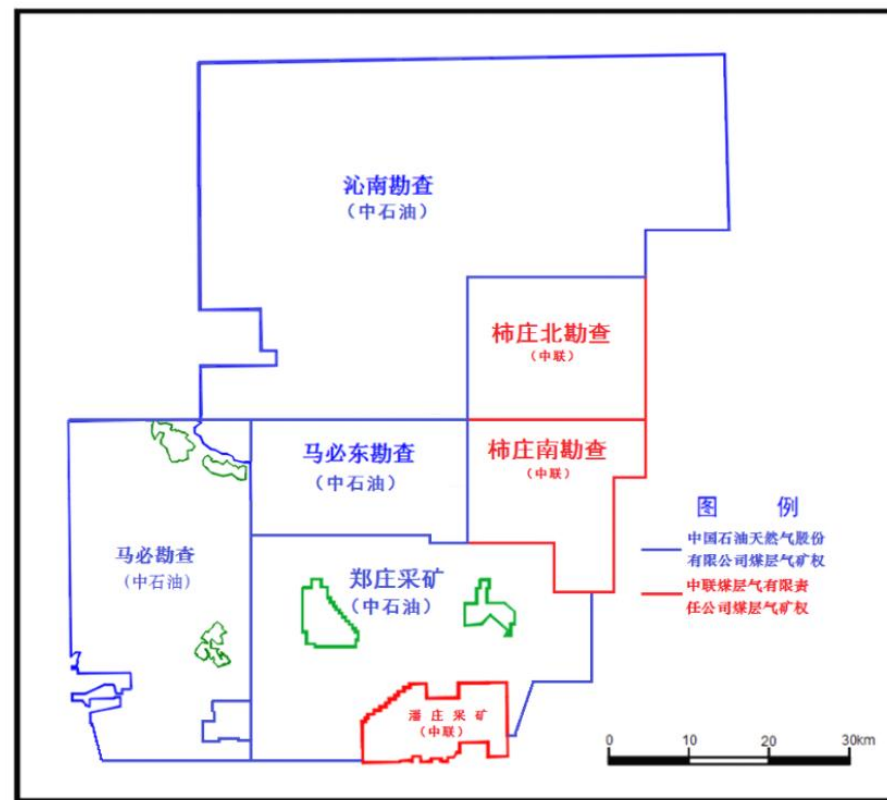 沁南勘查
（中石油）
柿庄北勘查
（中联）
马必东勘查
（中石油）
柿庄南勘查
（中联）
马必勘查
（中石油）
郑庄采矿
（中石油）
潘庄采矿
（中联）
图 例
中国石油天然气股份
有限公司煤层气矿权
中联煤层气有限责
任公司煤层气矿权
0 10 20 30km